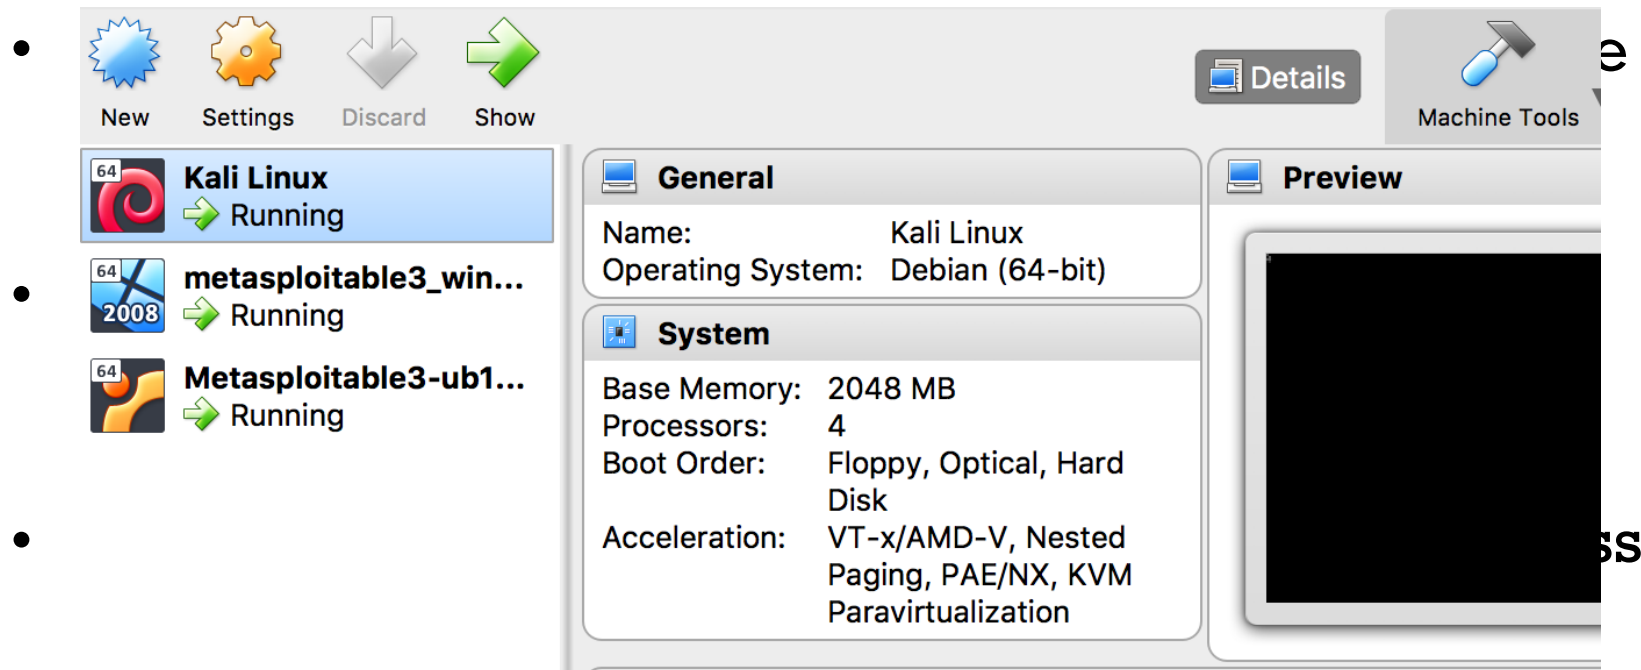 New
Settings
Discard
Show
Details
Machine Tools
e
64
Kali Linux
Running
64
2008
metasploitable3_win...
Running
64
Metasploitable3-ub1...
Running
General
Name: Kali Linux
Operating System: Debian (64-bit)
System
Base Memory: 2048 MB
Processors: 4
Boot Order: Floppy, Optical, Hard
Disk
Acceleration: VT-x/AMD-V, Nested
Paging, PAE/NX, KVM
Paravirtualization
Preview
ss